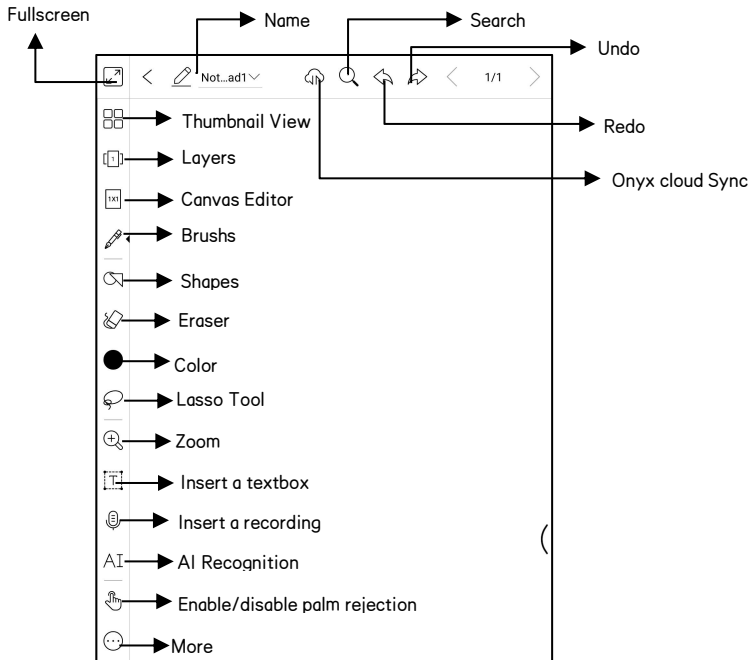 Fullscreen
Name
Search
Undo
Not...ad1
1/1
Redo
Onyx cloud Sync
Thumbnail View
1
Layers
1X1
Canvas Editor
Brushs
Shapes
Eraser
Color
Lasso Tool
Zoom
T
Insert a textbox
Insert a recording
AI
AI Recognition
Enable/disable palm rejection
More